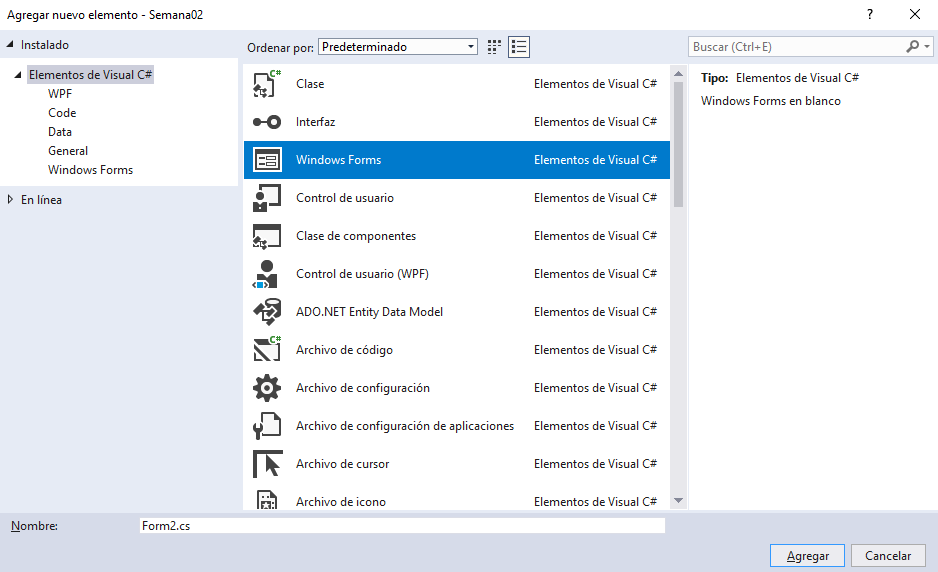 Agregar nuevo elemento - Semana02
? 
Instalado
Elementos de Visual C#
WPF
Code
Data
General
Windows Forms
En línea
Ordenar por: Predeterminado
Clase Elementos de Visual C#
Interfaz Elementos de Visual C#
Windows Forms Elementos de Visual C#
Control de usuario Elementos de Visual C#
Clase de componentes Elementos de Visual C#
Control de usuario (WPF) Elementos de Visual C#
ADO.NET Entity Data Model Elementos de Visual C#
Archivo de código Elementos de Visual C#
Archivo de configuración Elementos de Visual C#
Archivo de configuración de aplicaciones Elementos de Visual C#
Archivo de cursor Elementos de Visual C#
Archivo de icono Elementos de Visual C#
Buscar (Ctrl+E)
Tipo: Elementos de Visual C#
Windows Forms en blanco
Nombre: Form2.cs
Agregar Cancelar